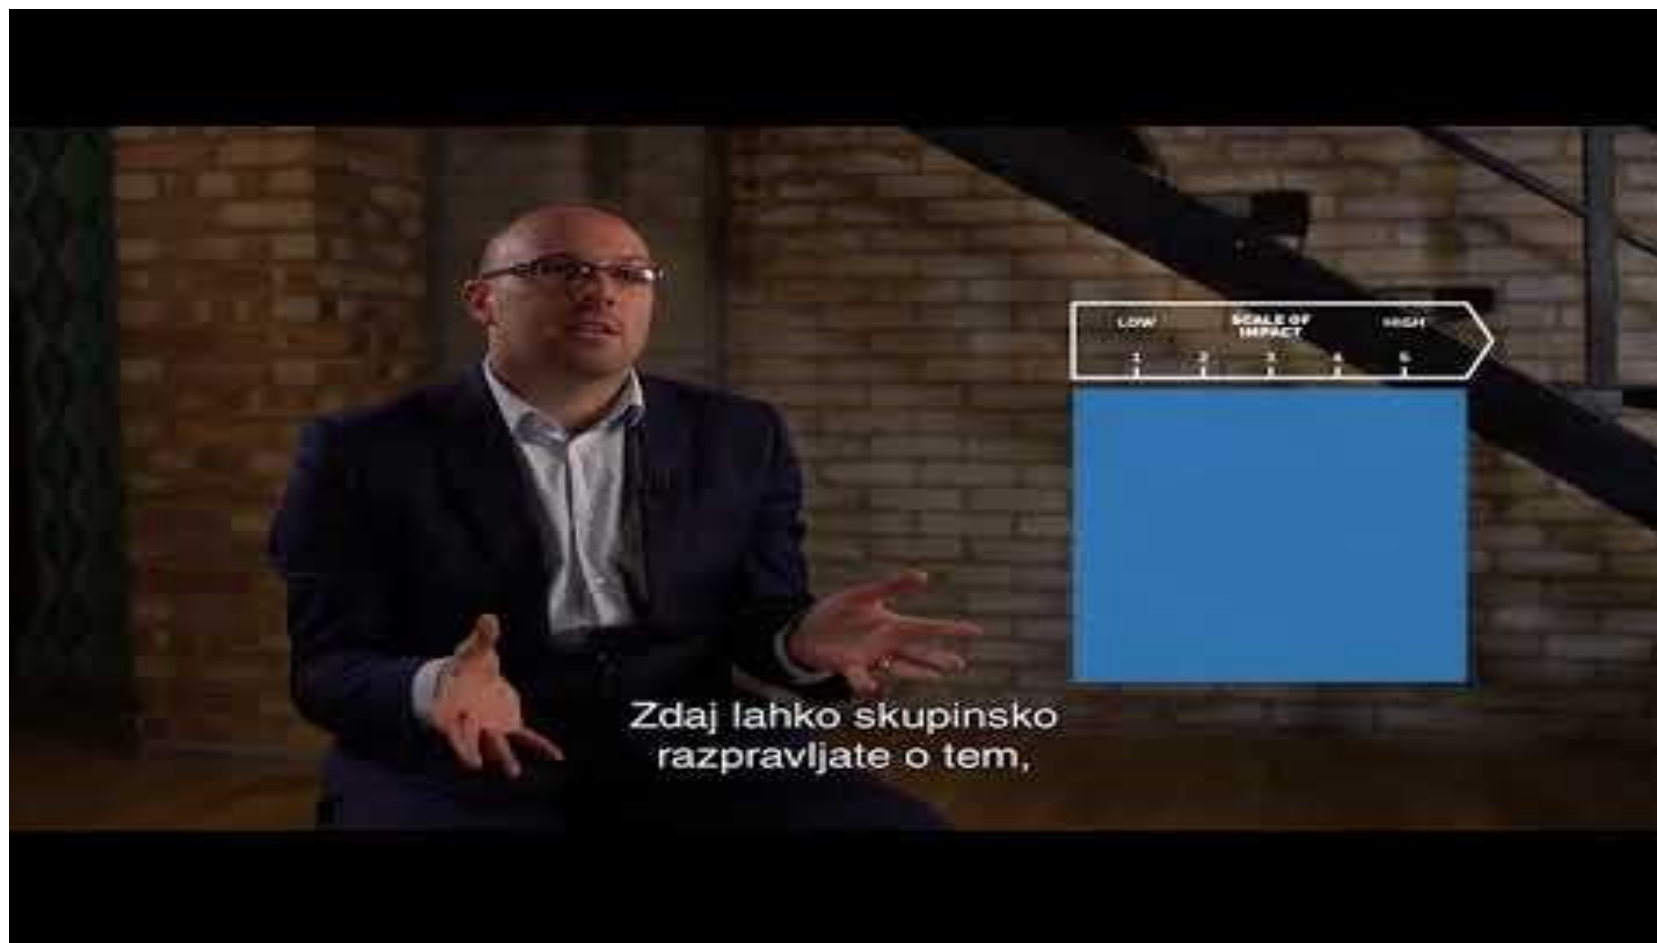 LOW SCALE OF HIGH
IMPACT
1 2 3 4 5
Zdaj lahko skupinsko
razpravljate o tem,